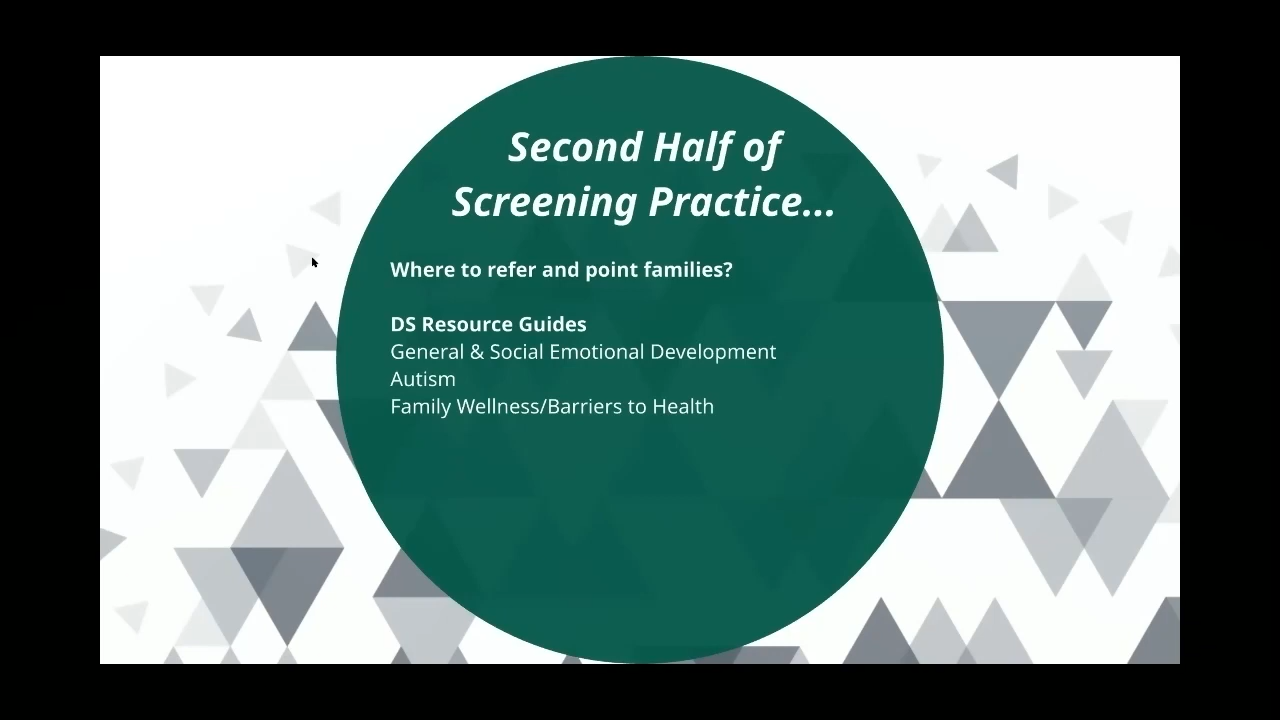 Second Half of
Screening Practice...
Where to refer and point families?
DS Resource Guides
General & Social Emotional Development
Autism
Family Wellness/Barriers to Health